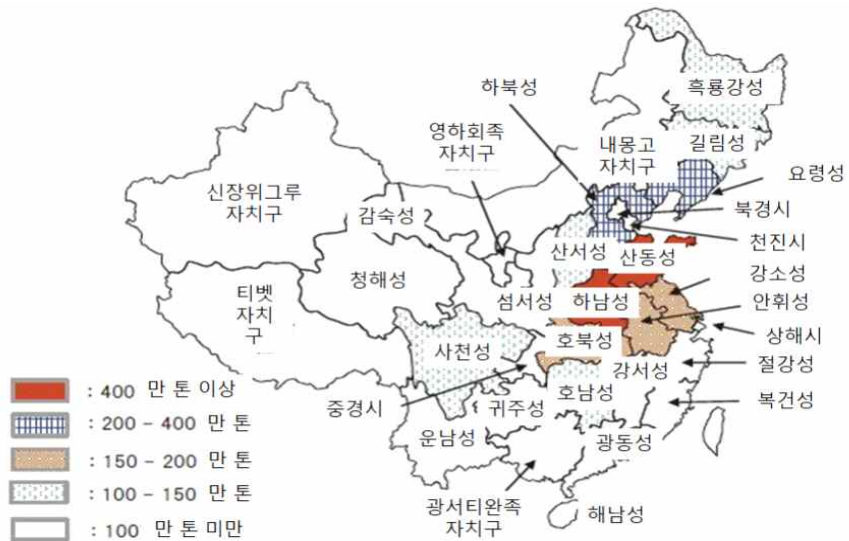 하북성
흑룡강성
영하회족
자치구
내몽고
자치구
길림성
요령성
신장위그루
자치구
감숙성
북경시
천진시
산서성
산동성
강소성
청해성
티벳
자치
구
섬서성
하남성
안휘성
상해시
호북성
사천성
강서성
절강성
중경시
귀주성
호남성
복건성
운남성
광동성
광서티완족
자치구
해남성
: 400 만 톤 이상
: 200 – 400 만 톤
: 150 – 200 만 톤
: 100 – 150 만 톤
: 100 만 톤 미만